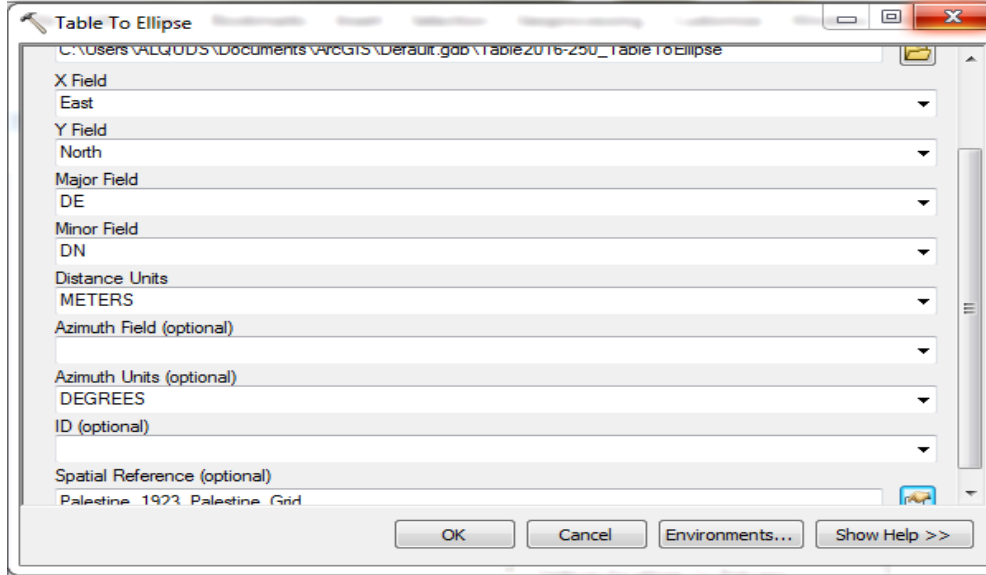 Table To Ellipse
C:\Users\ALQUDS\Documents\ArcGIS\Default.gdb\Table2016-250_TableToEllipse
X Field
East
Y Field
North
Major Field
DE
Minor Field
DN
Distance Units
METERS
Azimuth Field (optional)
Azimuth Units (optional)
DEGREES
ID (optional)
Spatial Reference (optional)
Palestine_1923_Palestine_Grid
OK Cancel Environments... Show Help >>